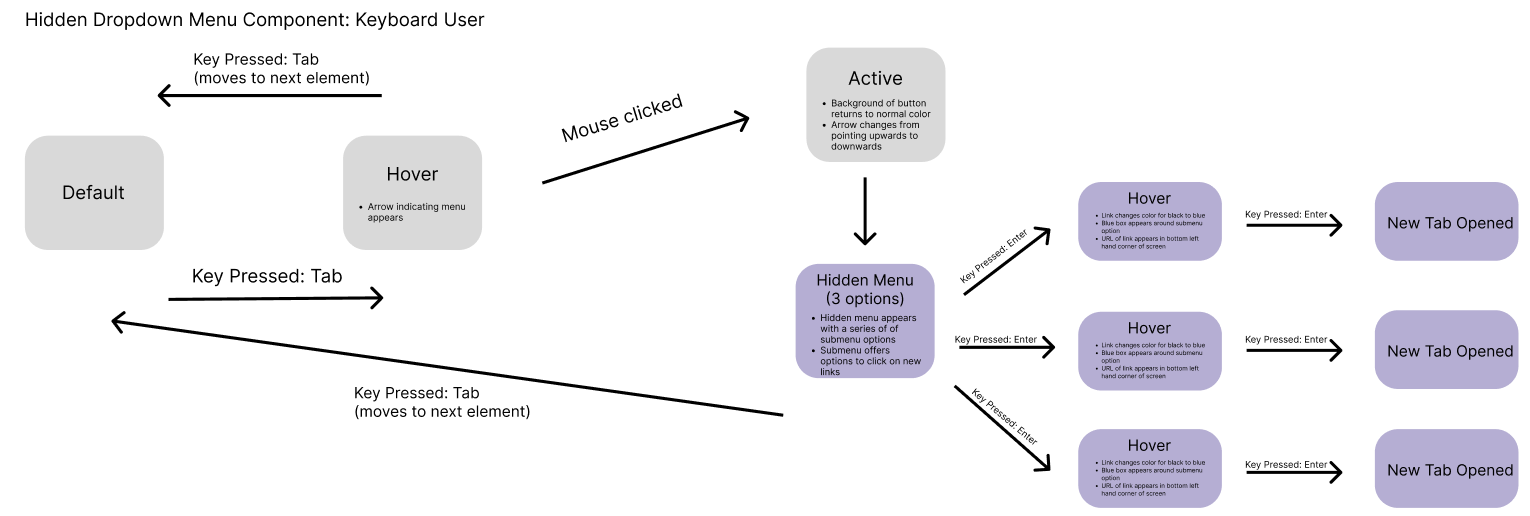 Hidden Dropdown Menu Component: Keyboard User
Key Pressed: Tab
(moves to next element)
Default
Hover
• Arrow indicating menu
appears
Key Pressed: Tab
Mouse clicked
Active
• Background of button
returns to normal color
• Arrow changes from
pointing upwards to
downwards
Hidden Menu
(3 options)
• Hidden menu appears
with a series of of
submenu options
• Submenu offers
options to click on new
links
Key Pressed: Tab
(moves to next element)
Key Pressed: Enter
Hover
• Link changes color for black to blue
• Blue box appears around submenu
option
• URL of link appears in bottom left
hand corner of screen
Key Pressed: Enter
New Tab Opened
Key Pressed: Enter
Hover
• Link changes color for black to blue
• Blue box appears around submenu
option
• URL of link appears in bottom left
hand corner of screen
Key Pressed: Enter
New Tab Opened
Key Pressed: Enter
Hover
• Link changes color for black to blue
• Blue box appears around submenu
option
• URL of link appears in bottom left
hand corner of screen
Key Pressed: Enter
New Tab Opened